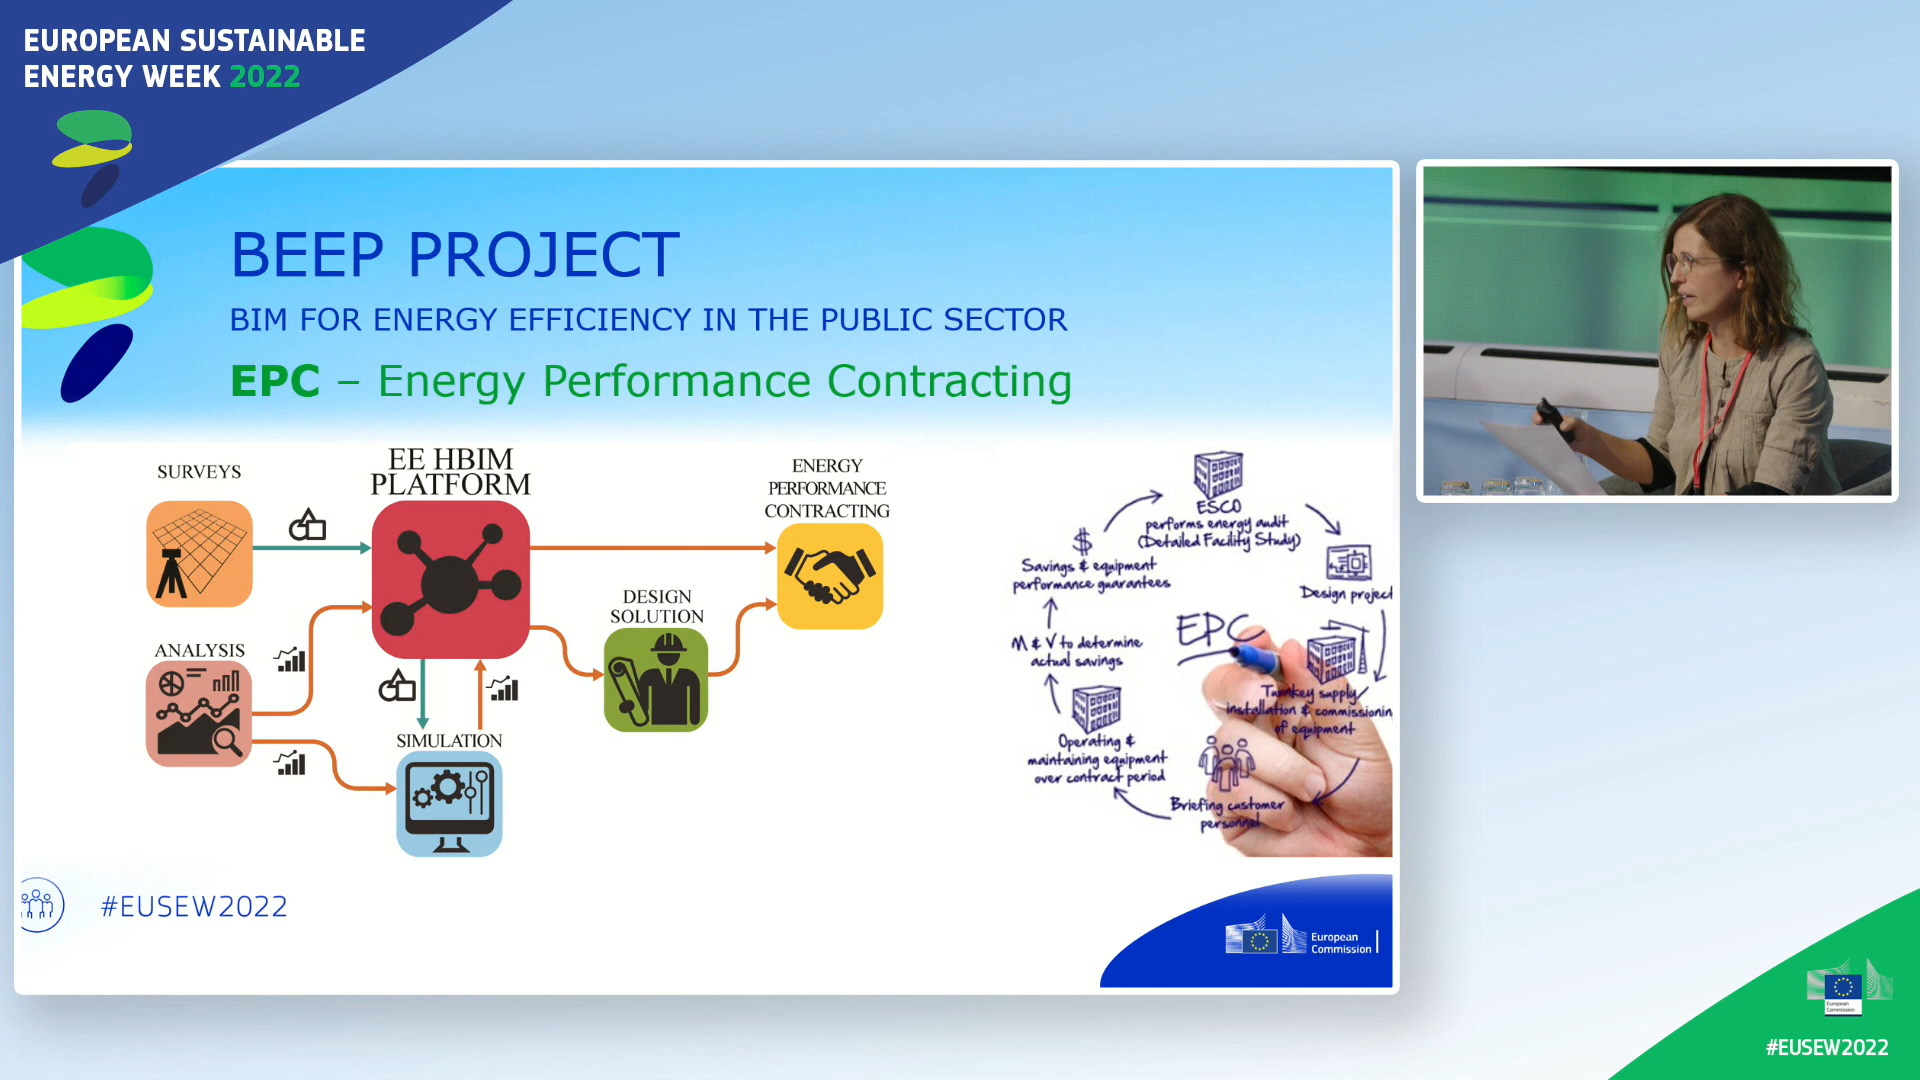 EUROPEAN SUSTAINABLE
ENERGY WEEK 2022
BEEP PROJECT
BIM FOR ENERGY EFFICIENCY IN THE PUBLIC SECTOR
EPC – Energy Performance Contracting
SURVEYS
EE HBIM
PLATFORM
ENERGY
PERFORMANCE
CONTRACTING
DESIGN
SOLUTION
ANALYSIS
SIMULATION
ESCO
performs energy audit
(Detailed Facility Study)
Design project
Turnkey supply/
installation & commissionin
of equipment
Briefing customer
personnel
Operating &
maintaining equipment
over contract period
M & V to determine
actual savings
$
Savings & equipment
performance guarantees
EPC
#EUSEW2022
European
Commission
European
Commission
#EUSEW2022